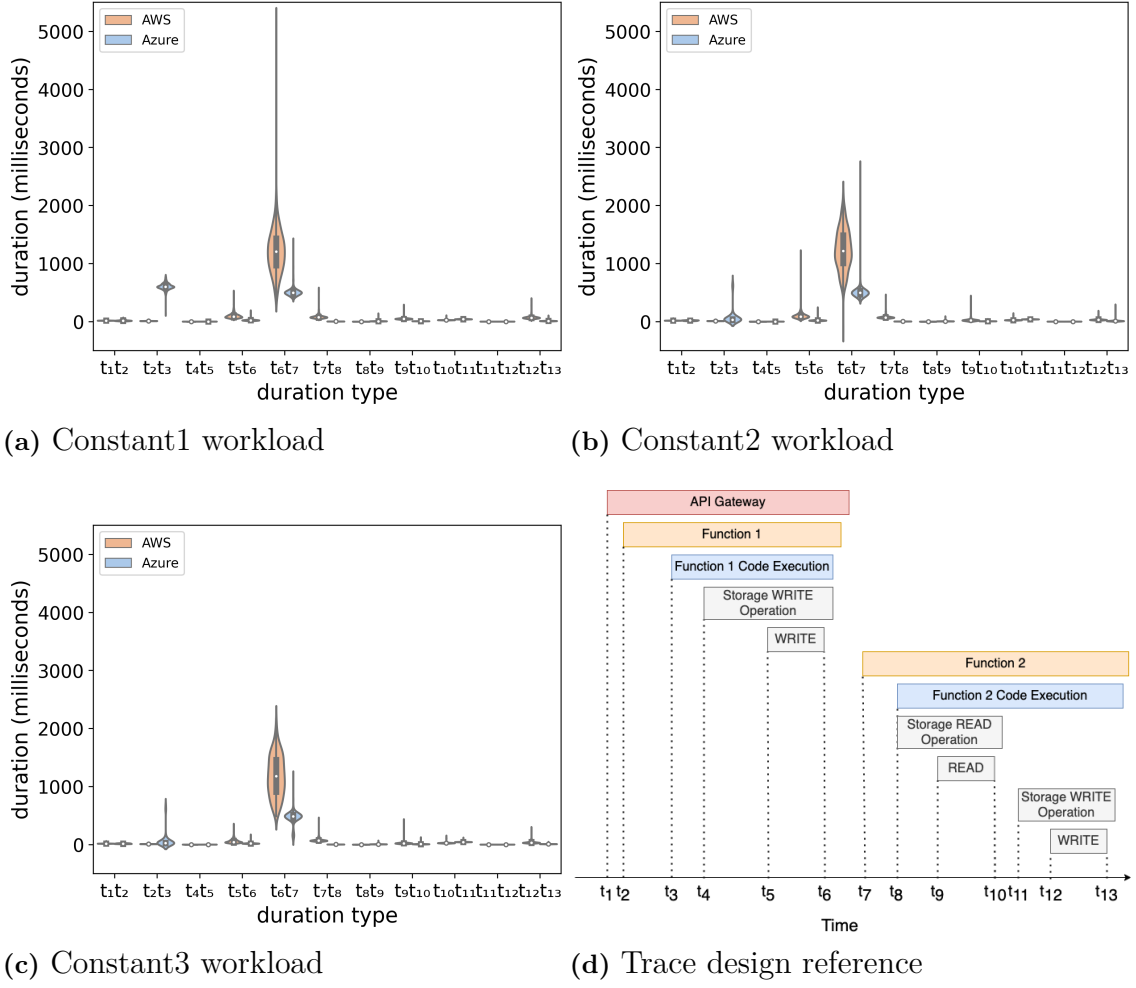 AWS
Azure
5000
4000
3000
2000
1000
0
duration (milliseconds)
t₁t₂ t₂t₃ t₄t₅ t₅t₆ t₆t₇ t₇t₈ t₈t₉ t₉t₁₀ t₁₀t₁₁ t₁₁t₁₂ t₁₂t₁₃
duration type
(a) Constant1 workload
AWS
Azure
5000
4000
3000
2000
1000
0
duration (milliseconds)
t₁t₂ t₂t₃ t₄t₅ t₅t₆ t₆t₇ t₇t₈ t₈t₉ t₉t₁₀ t₁₀t₁₁ t₁₁t₁₂ t₁₂t₁₃
duration type
(b) Constant2 workload
AWS
Azure
5000
4000
3000
2000
1000
0
duration (milliseconds)
t₁t₂ t₂t₃ t₄t₅ t₅t₆ t₆t₇ t₇t₈ t₈t₉ t₉t₁₀ t₁₀t₁₁ t₁₁t₁₂ t₁₂t₁₃
duration type
(c) Constant3 workload
API Gateway
Function 1
Function 1 Code Execution
Storage WRITE
Operation
WRITE
Function 2
Function 2 Code Execution
Storage READ
Operation
READ
Storage WRITE
Operation
WRITE
t₁ t₂ t₃ t₄ t₅ t₆ t₇ t₈ t₉ t₁₀ t₁₁ t₁₂ t₁₃
Time
(d) Trace design reference